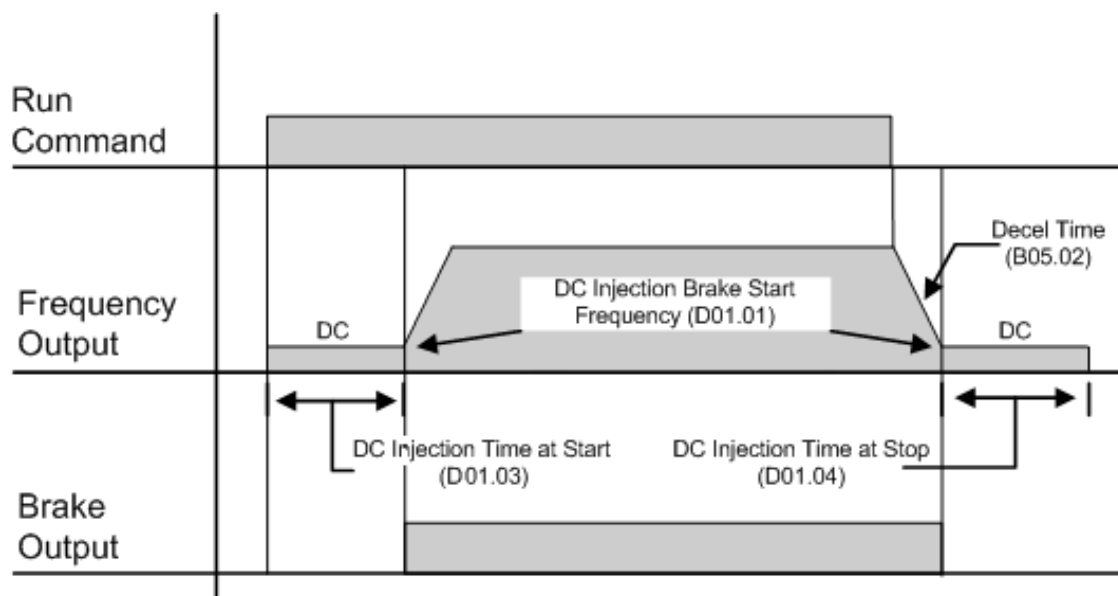 Run
Command
Decel Time
(B05.02)
DC Injection Brake Start
Frequency (D01.01)
Frequency
Output
DC
DC
DC Injection Time at Start
(D01.03)
DC Injection Time at Stop
(D01.04)
Brake
Output